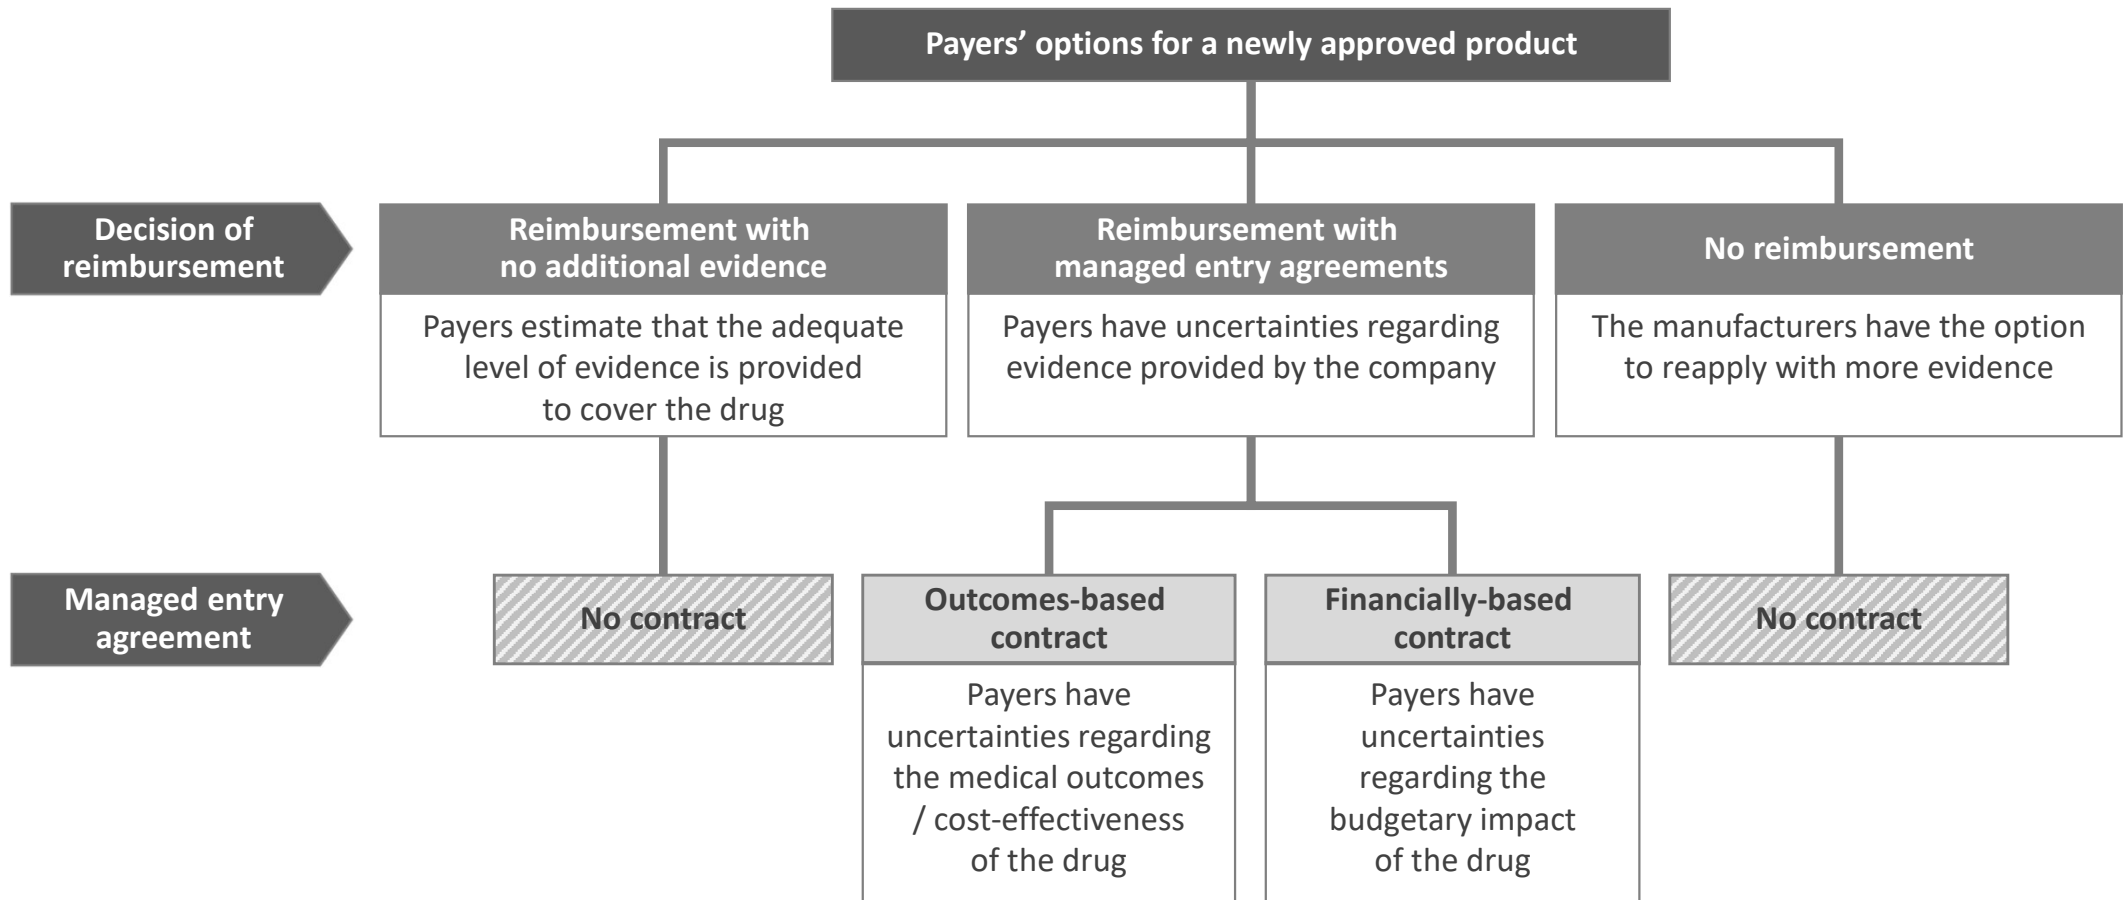 Payers’ options for a newly approved product
Decision of
reimbursement
Reimbursement with
no additional evidence
Payers estimate that the adequate
level of evidence is provided
to cover the drug
Reimbursement with
managed entry agreements
Payers have uncertainties regarding
evidence provided by the company
No reimbursement
The manufacturers have the option
to reapply with more evidence
Managed entry
agreement
No contract
Outcomes-based
contract
Payers have
uncertainties regarding
the medical outcomes
/ cost-effectiveness
of the drug
Financially-based
contract
Payers have
uncertainties
regarding the
budgetary impact
of the drug
No contract